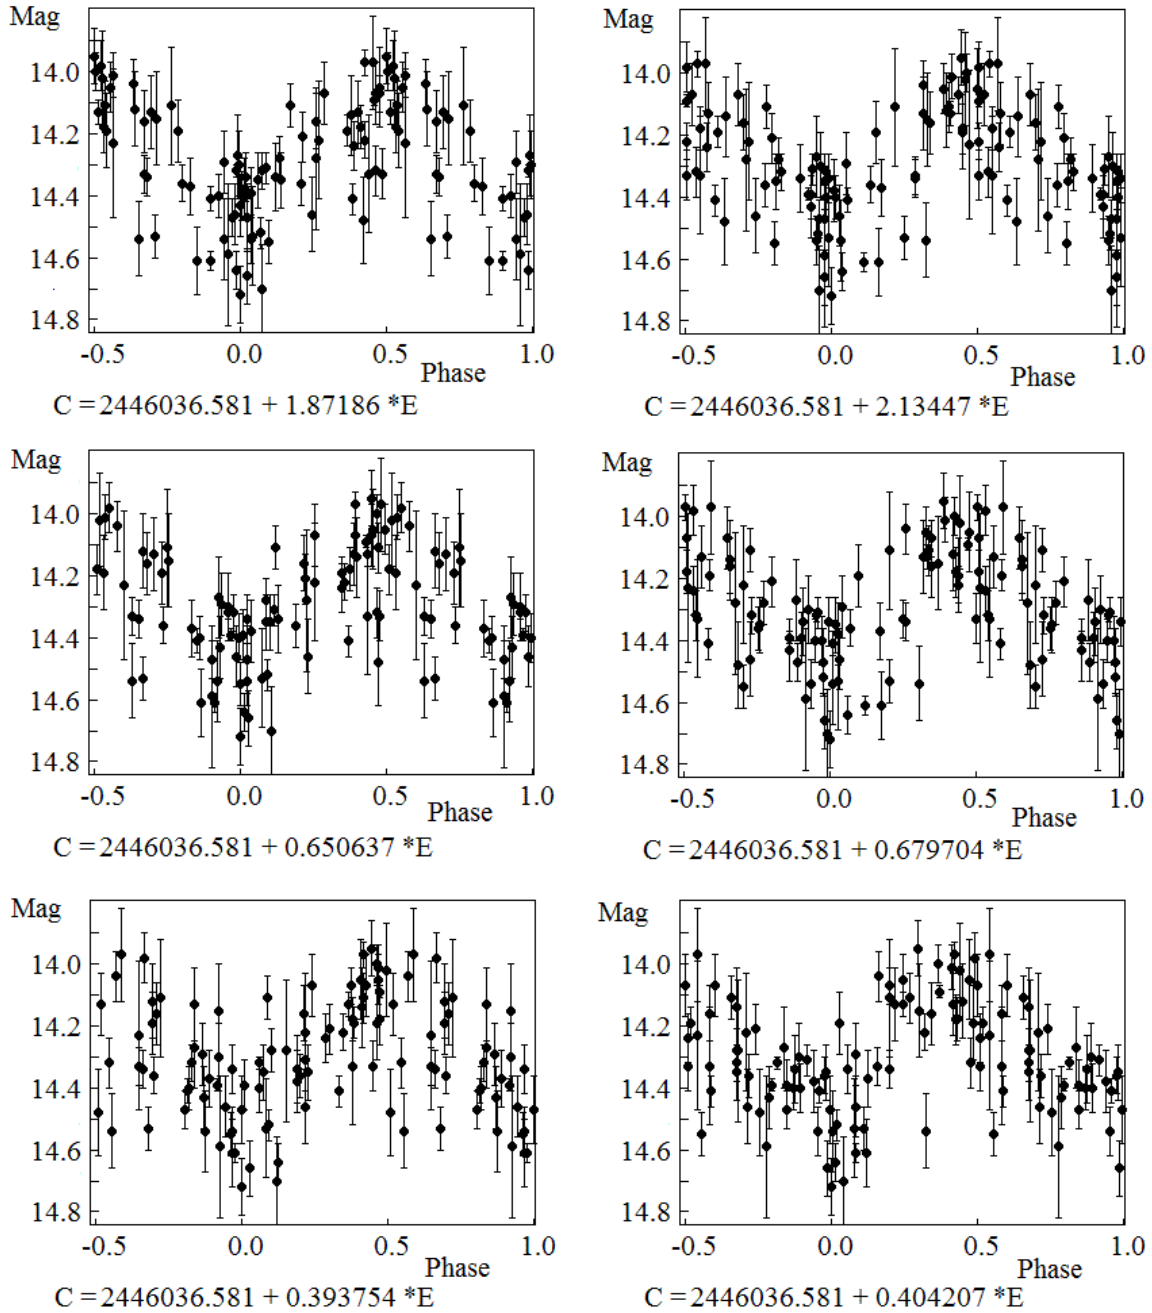 Mag
14.0
14.2
14.4
14.6
14.8
-0.5 0.0 0.5 1.0
Phase
C = 2446036.581 + 1.87186 *E
Mag
14.0
14.2
14.4
14.6
14.8
-0.5 0.0 0.5 1.0
Phase
C = 2446036.581 + 2.13447 *E
Mag
14.0
14.2
14.4
14.6
14.8
-0.5 0.0 0.5 1.0
Phase
C = 2446036.581 + 0.650637 *E
Mag
14.0
14.2
14.4
14.6
14.8
-0.5 0.0 0.5 1.0
Phase
C = 2446036.581 + 0.679704 *E
Mag
14.0
14.2
14.4
14.6
14.8
-0.5 0.0 0.5 1.0
Phase
C = 2446036.581 + 0.393754 *E
Mag
14.0
14.2
14.4
14.6
14.8
-0.5 0.0 0.5 1.0
Phase
C = 2446036.581 + 0.404207 *E